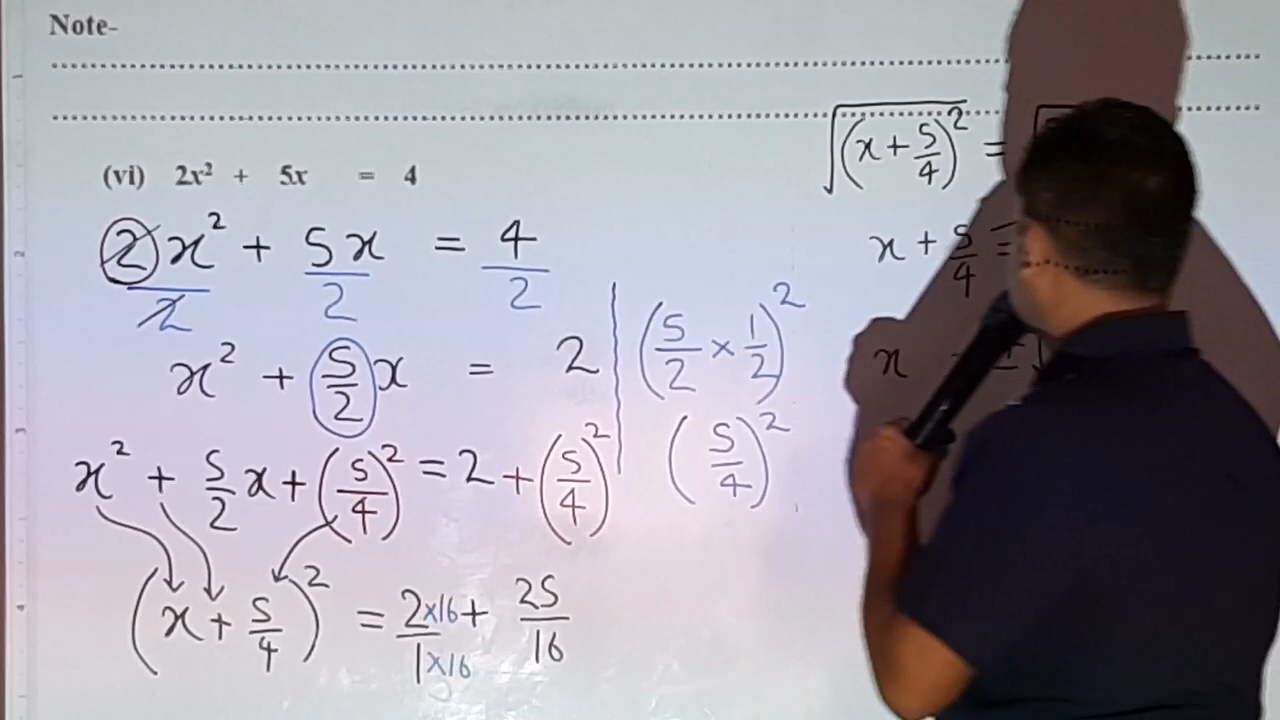 Note-
(vi) 2x² + 5x = 4
2x²/2 + 5x/2 = 4/2
x² + 5/2 x = 2
(5/2 × 1/2)²
(5/4)²
x² + 5/2 x + (5/4)² = 2 + (5/4)²
(x + 5/4)² = 2×16/1×16 + 25/16
√(x + 5/4)² =
x + 5/4 =
x